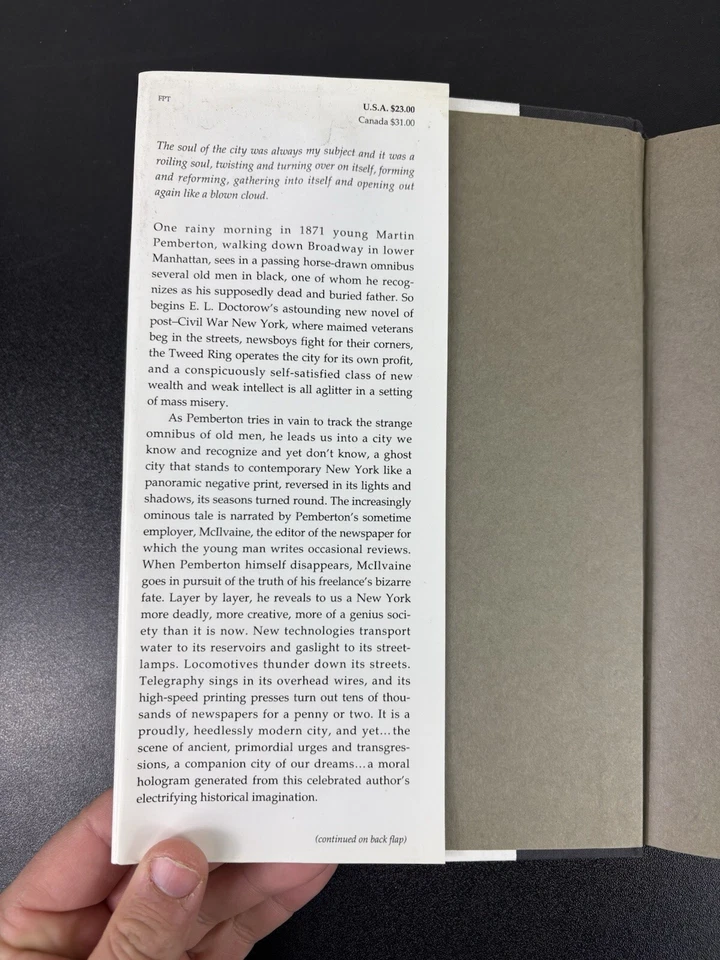 FPT
U.S.A. $23.00
Canada $31.00
The soul of the city was always my subject and it was a
roiling soul, twisting and turning over on itself, forming
and reforming, gathering into itself and opening out
again like a blown cloud.
One rainy morning in 1871 young Martin
Pemberton, walking down Broadway in lower
Manhattan, sees in a passing horse-drawn omnibus
several old men in black, one of whom he recog-
nizes as his supposedly dead and buried father. So
begins E. L. Doctorow's astounding new novel of
post–Civil War New York, where maimed veterans
beg in the streets, newsboys fight for their corners,
the Tweed Ring operates the city for its own profit,
and a conspicuously self-satisfied class of new
wealth and weak intellect is all aglitter in a setting
of mass misery.
As Pemberton tries in vain to track the strange
omnibus of old men, he leads us into a city we
know and recognize and yet don't know, a ghost
city that stands to contemporary New York like a
panoramic negative print, reversed in its lights and
shadows, its seasons turned round. The increasingly
ominous tale is narrated by Pemberton's sometime
employer, McIlvaine, the editor of the newspaper for
which the young man writes occasional reviews.
When Pemberton himself disappears, McIlvaine
goes in pursuit of the truth of his freelance's bizarre
fate. Layer by layer, he reveals to us a New York
more deadly, more creative, more of a genius soci-
ety than it is now. New technologies transport
water to its reservoirs and gaslight to its street-
lamps. Locomotives thunder down its streets.
Telegraphy sings in its overhead wires, and its
high-speed printing presses turn out tens of thou-
sands of newspapers for a penny or two. It is a
proudly, heedlessly modern city, and yet...the
scene of ancient, primordial urges and transgres-
sions, a companion city of our dreams...a moral
hologram generated from this celebrated author's
electrifying historical imagination.
(continued on back flap)